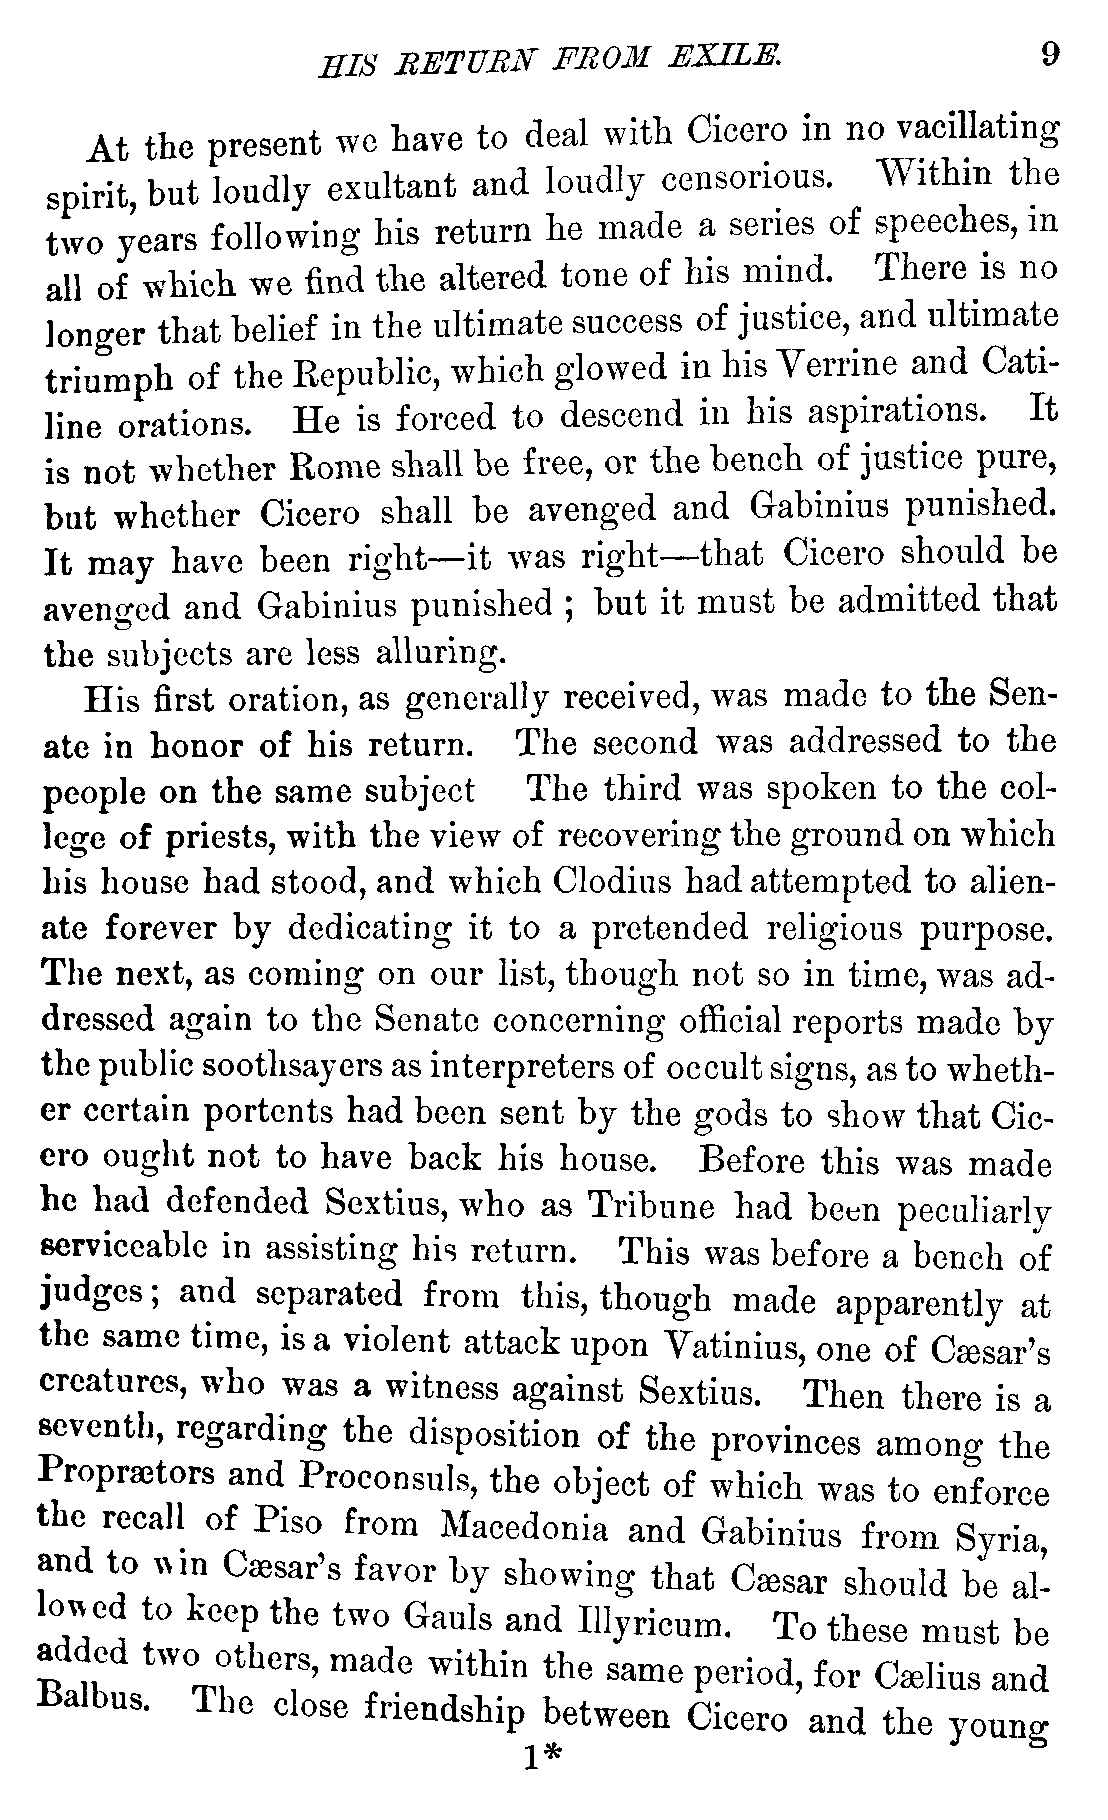 HIS RETURN FROM EXILE. 9
At the present we have to deal with Cicero in no vacillating
spirit, but loudly exultant and loudly censorious. Within the
two years following his return he made a series of speeches, in
all of which we find the altered tone of his mind. There is no
longer that belief in the ultimate success of justice, and ultimate
triumph of the Republic, which glowed in his Verrine and Cati-
line orations. He is forced to descend in his aspirations. It
is not whether Rome shall be free, or the bench of justice pure,
but whether Cicero shall be avenged and Gabinius punished.
It may have been right—it was right—that Cicero should be
avenged and Gabinius punished ; but it must be admitted that
the subjects are less alluring.
His first oration, as generally received, was made to the Sen-
ate in honor of his return. The second was addressed to the
people on the same subject The third was spoken to the col-
lege of priests, with the view of recovering the ground on which
his house had stood, and which Clodius had attempted to alien-
ate forever by dedicating it to a pretended religious purpose.
The next, as coming on our list, though not so in time, was ad-
dressed again to the Senate concerning official reports made by
the public soothsayers as interpreters of occult signs, as to wheth-
er certain portents had been sent by the gods to show that Cic-
ero ought not to have back his house. Before this was made
he had defended Sextius, who as Tribune had been peculiarly
serviceable in assisting his return. This was before a bench of
judges ; and separated from this, though made apparently at
the same time, is a violent attack upon Vatinius, one of Cæsar's
creatures, who was a witness against Sextius. Then there is a
seventh, regarding the disposition of the provinces among the
Proprætors and Proconsuls, the object of which was to enforce
the recall of Piso from Macedonia and Gabinius from Syria,
and to win Cæsar's favor by showing that Cæsar should be al-
lowed to keep the two Gauls and Illyricum. To these must be
added two others, made within the same period, for Cælius and
Balbus. The close friendship between Cicero and the young
1*